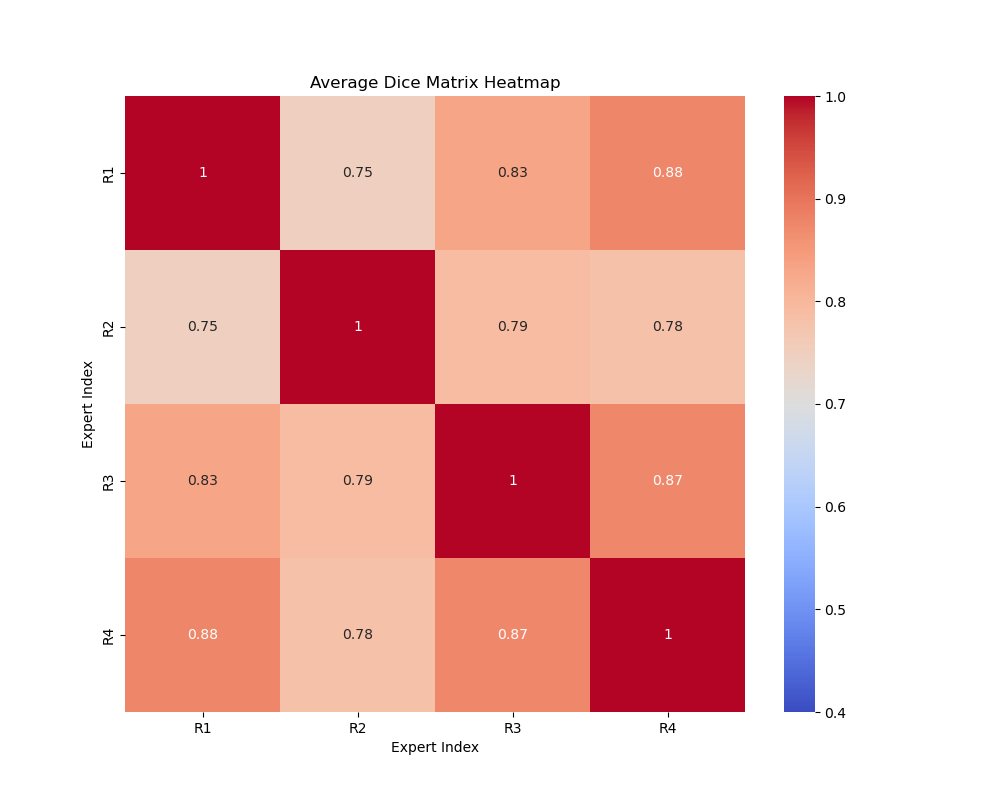 Average Dice Matrix Heatmap
R1 1 0.75 0.83 0.88
R2 0.75 1 0.79 0.78
R3 0.83 0.79 1 0.87
R4 0.88 0.78 0.87 1
R1 R2 R3 R4
Expert Index
Expert Index
1.0
0.9
0.8
0.7
0.6
0.5
0.4